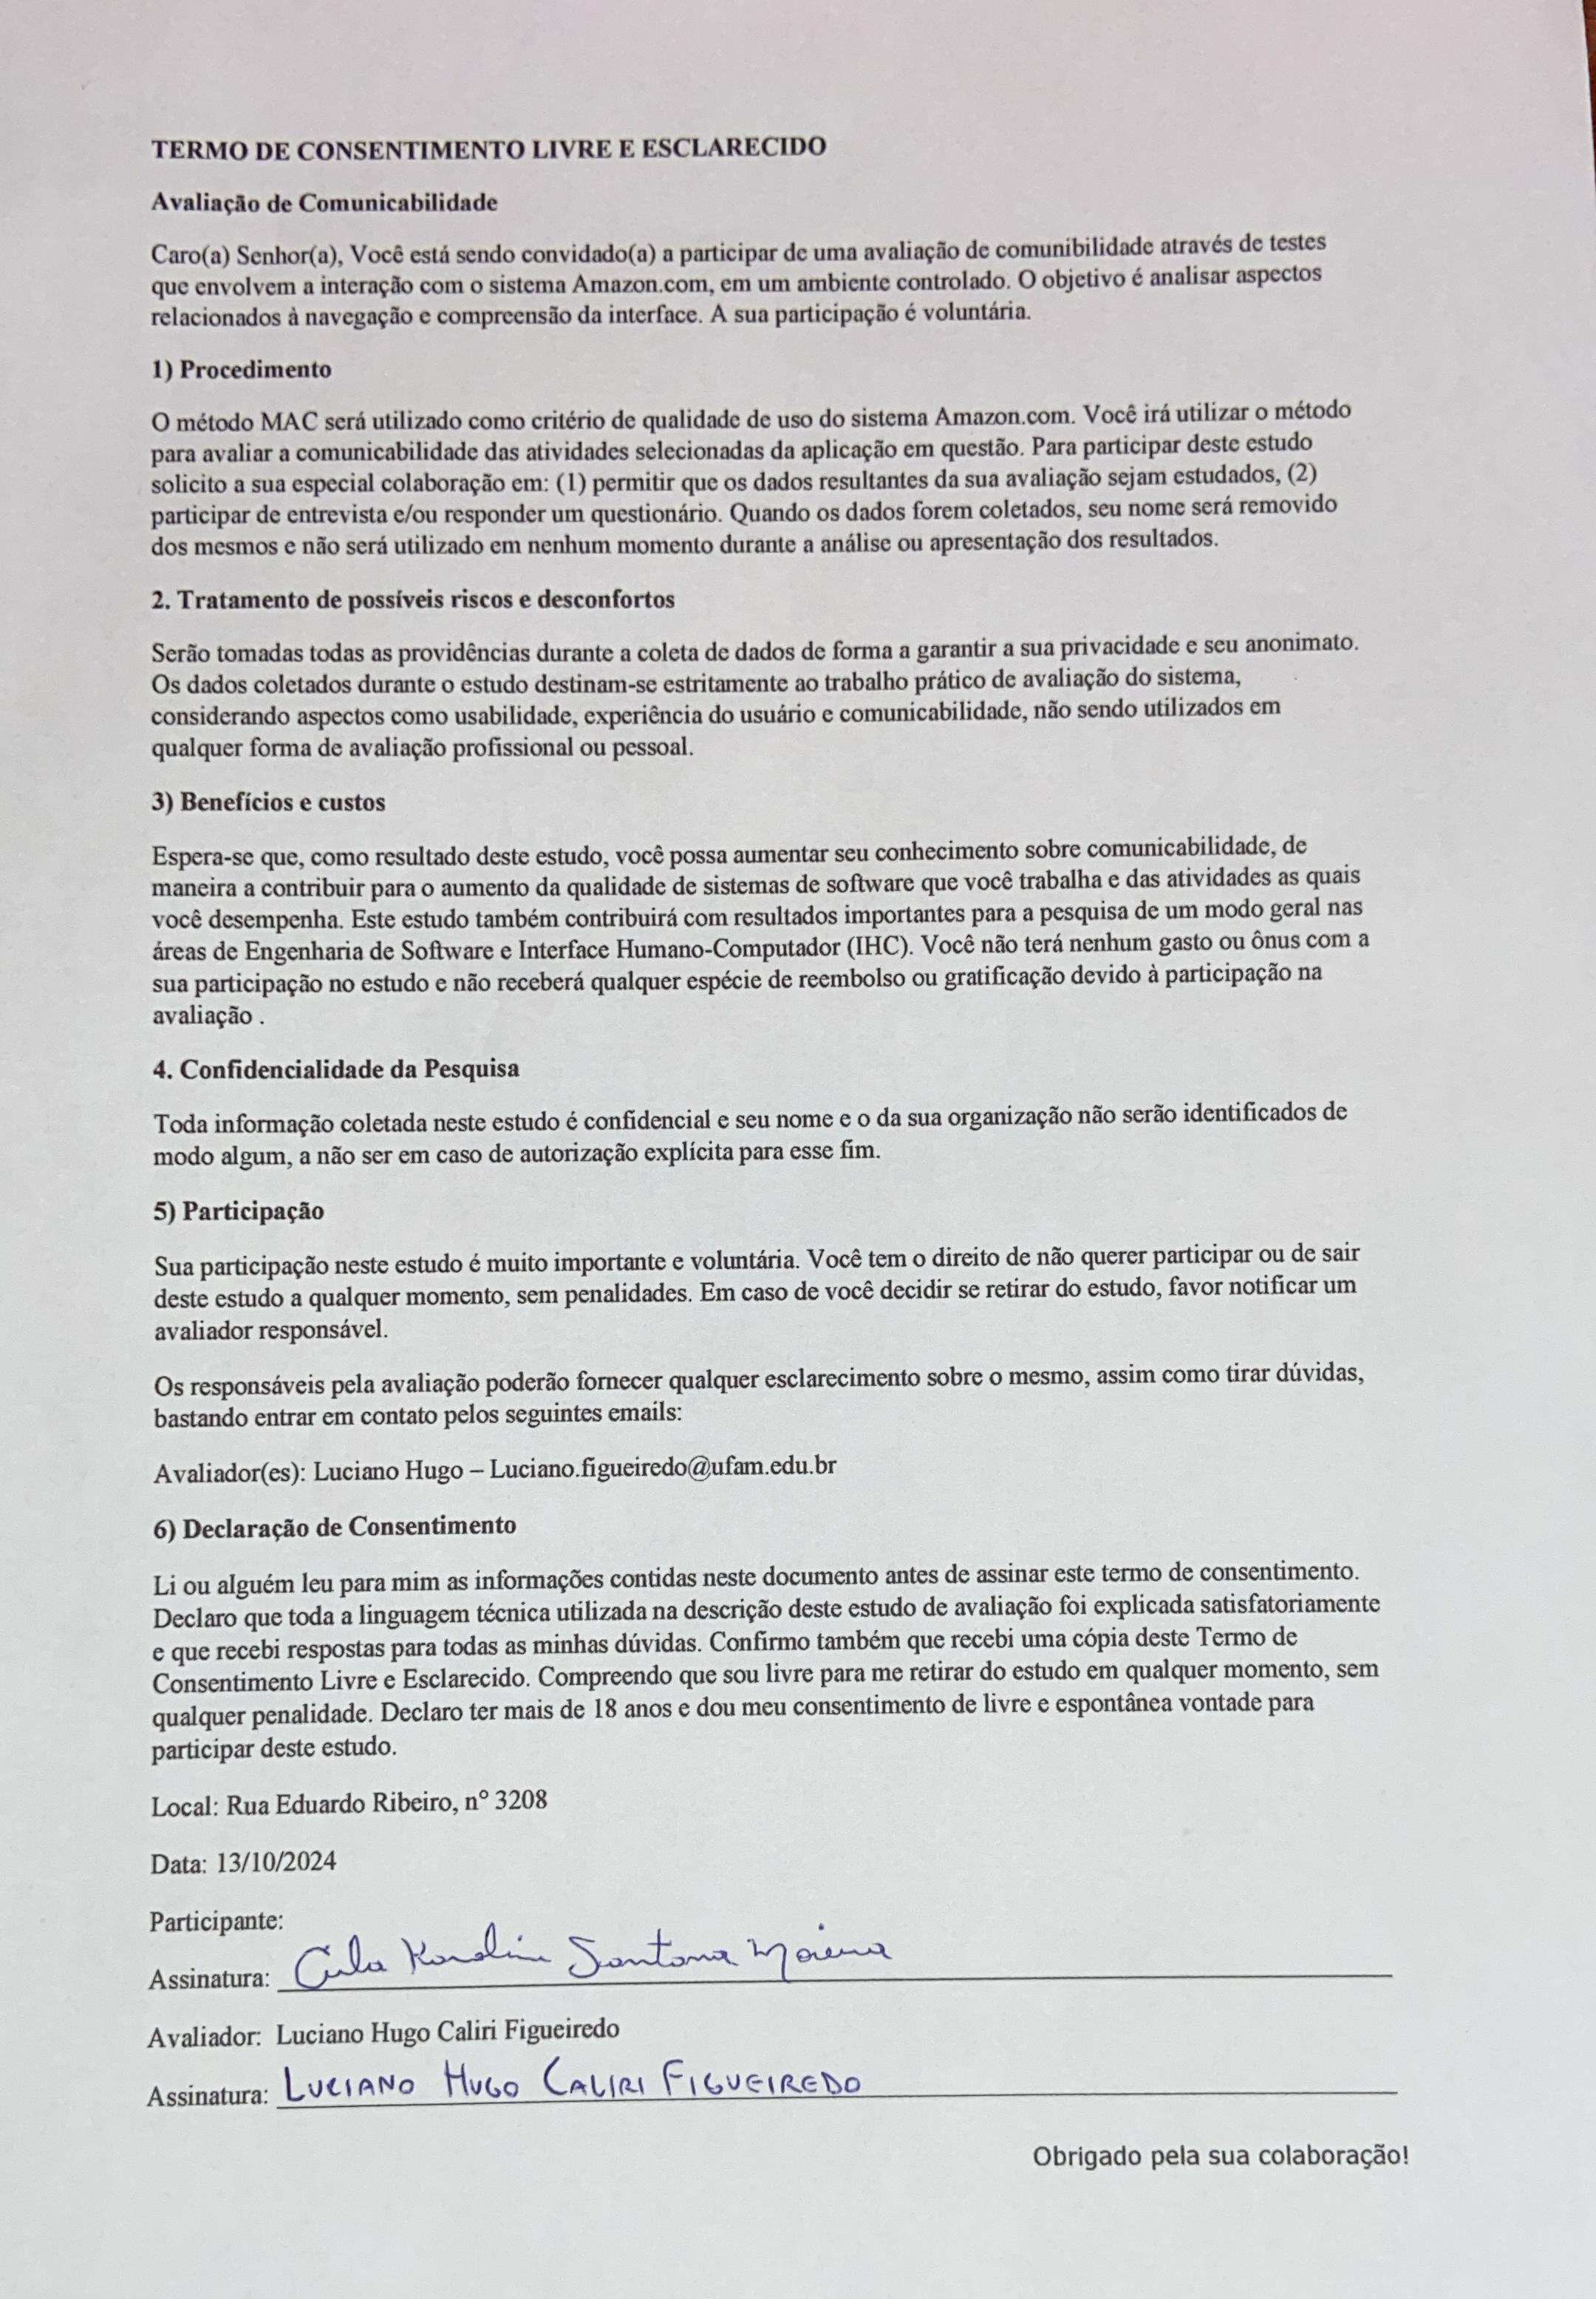 TERMO DE CONSENTIMENTO LIVRE E ESCLARECIDO
Avaliação de Comunicabilidade
Caro(a) Senhor(a), Você está sendo convidado(a) a participar de uma avaliação de comunibilidade através de testes
que envolvem a interação com o sistema Amazon.com, em um ambiente controlado. O objetivo é analisar aspectos
relacionados à navegação e compreensão da interface. A sua participação é voluntária.
1) Procedimento
O método MAC será utilizado como critério de qualidade de uso do sistema Amazon.com. Você irá utilizar o método
para avaliar a comunicabilidade das atividades selecionadas da aplicação em questão. Para participar deste estudo
solicito a sua especial colaboração em: (1) permitir que os dados resultantes da sua avaliação sejam estudados, (2)
participar de entrevista e/ou responder um questionário. Quando os dados forem coletados, seu nome será removido
dos mesmos e não será utilizado em nenhum momento durante a análise ou apresentação dos resultados.
2. Tratamento de possíveis riscos e desconfortos
Serão tomadas todas as providências durante a coleta de dados de forma a garantir a sua privacidade e seu anonimato.
Os dados coletados durante o estudo destinam-se estritamente ao trabalho prático de avaliação do sistema,
considerando aspectos como usabilidade, experiência do usuário e comunicabilidade, não sendo utilizados em
qualquer forma de avaliação profissional ou pessoal.
3) Benefícios e custos
Espera-se que, como resultado deste estudo, você possa aumentar seu conhecimento sobre comunicabilidade, de
maneira a contribuir para o aumento da qualidade de sistemas de software que você trabalha e das atividades as quais
você desempenha. Este estudo também contribuirá com resultados importantes para a pesquisa de um modo geral nas
áreas de Engenharia de Software e Interface Humano-Computador (IHC). Você não terá nenhum gasto ou ônus com a
sua participação no estudo e não receberá qualquer espécie de reembolso ou gratificação devido à participação na
avaliação .
4. Confidencialidade da Pesquisa
Toda informação coletada neste estudo é confidencial e seu nome e o da sua organização não serão identificados de
modo algum, a não ser em caso de autorização explícita para esse fim.
5) Participação
Sua participação neste estudo é muito importante e voluntária. Você tem o direito de não querer participar ou de sair
deste estudo a qualquer momento, sem penalidades. Em caso de você decidir se retirar do estudo, favor notificar um
avaliador responsável.
Os responsáveis pela avaliação poderão fornecer qualquer esclarecimento sobre o mesmo, assim como tirar dúvidas,
bastando entrar em contato pelos seguintes emails:
Avaliador(es): Luciano Hugo – Luciano.figueiredo@ufam.edu.br
6) Declaração de Consentimento
Li ou alguém leu para mim as informações contidas neste documento antes de assinar este termo de consentimento.
Declaro que toda a linguagem técnica utilizada na descrição deste estudo de avaliação foi explicada satisfatoriamente
e que recebi respostas para todas as minhas dúvidas. Confirmo também que recebi uma cópia deste Termo de
Consentimento Livre e Esclarecido. Compreendo que sou livre para me retirar do estudo em qualquer momento, sem
qualquer penalidade. Declaro ter mais de 18 anos e dou meu consentimento de livre e espontânea vontade para
participar deste estudo.
Local: Rua Eduardo Ribeiro, nº 3208
Data: 13/10/2024
Participante:
Assinatura: Santana
Avaliador: Luciano Hugo Caliri Figueiredo
Assinatura: LUCIANO HUGO CALIRI FIGUEIREDO
Obrigado pela sua colaboração!